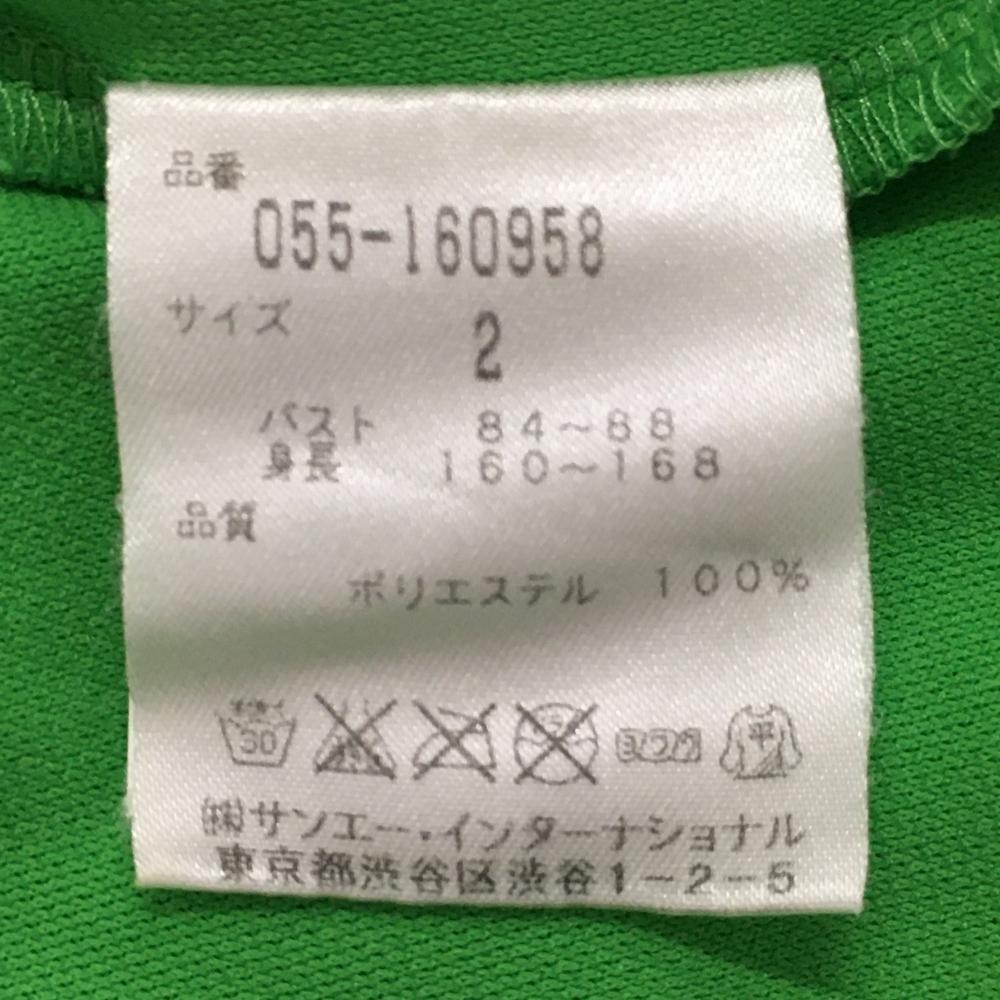 品番
055-160958
サイズ 2
バスト 84~88
身長 160~168
品質
ポリエステル 100%
30 平
㈱サンエー・インターナショナル
東京都渋谷区渋谷1-2-5